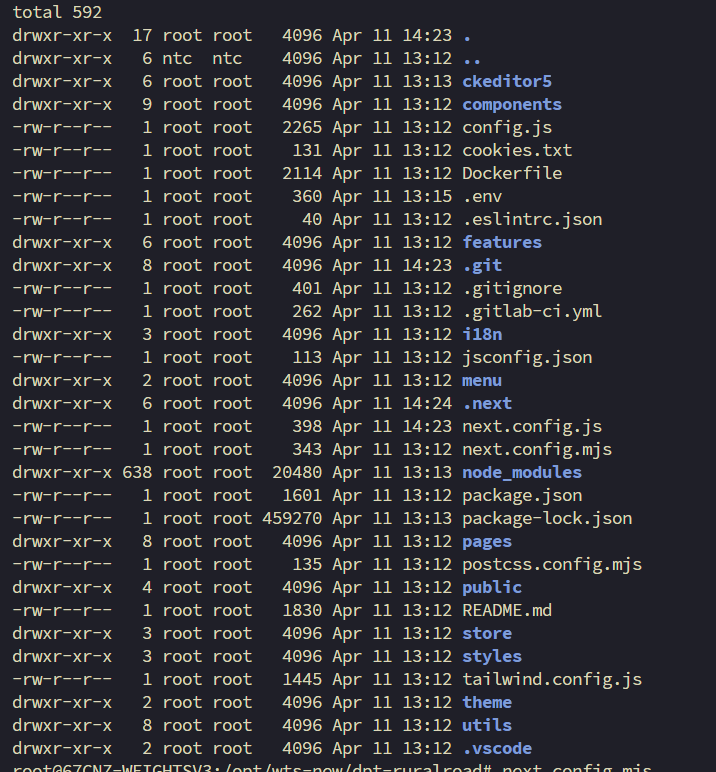 total 592
drwxr-xr-x  17 root root   4096 Apr 11 14:23 .
drwxr-xr-x   6 ntc  ntc    4096 Apr 11 13:12 ..
drwxr-xr-x   6 root root   4096 Apr 11 13:13 ckeditor5
drwxr-xr-x   9 root root   4096 Apr 11 13:12 components
-rw-r--r--   1 root root   2265 Apr 11 13:12 config.js
-rw-r--r--   1 root root    131 Apr 11 13:12 cookies.txt
-rw-r--r--   1 root root   2114 Apr 11 13:12 Dockerfile
-rw-r--r--   1 root root    360 Apr 11 13:15 .env
-rw-r--r--   1 root root     40 Apr 11 13:12 .eslintrc.json
drwxr-xr-x   6 root root   4096 Apr 11 13:12 features
drwxr-xr-x   8 root root   4096 Apr 11 14:23 .git
-rw-r--r--   1 root root    401 Apr 11 13:12 .gitignore
-rw-r--r--   1 root root    262 Apr 11 13:12 .gitlab-ci.yml
drwxr-xr-x   3 root root   4096 Apr 11 13:12 i18n
-rw-r--r--   1 root root    113 Apr 11 13:12 jsconfig.json
drwxr-xr-x   2 root root   4096 Apr 11 13:12 menu
drwxr-xr-x   6 root root   4096 Apr 11 14:24 .next
-rw-r--r--   1 root root    398 Apr 11 14:23 next.config.js
-rw-r--r--   1 root root    343 Apr 11 13:12 next.config.mjs
drwxr-xr-x 638 root root  20480 Apr 11 13:13 node_modules
-rw-r--r--   1 root root   1601 Apr 11 13:12 package.json
-rw-r--r--   1 root root 459270 Apr 11 13:13 package-lock.json
drwxr-xr-x   8 root root   4096 Apr 11 13:12 pages
-rw-r--r--   1 root root    135 Apr 11 13:12 postcss.config.mjs
drwxr-xr-x   4 root root   4096 Apr 11 13:12 public
-rw-r--r--   1 root root   1830 Apr 11 13:12 README.md
drwxr-xr-x   3 root root   4096 Apr 11 13:12 store
drwxr-xr-x   3 root root   4096 Apr 11 13:12 styles
-rw-r--r--   1 root root   1445 Apr 11 13:12 tailwind.config.js
drwxr-xr-x   2 root root   4096 Apr 11 13:12 theme
drwxr-xr-x   8 root root   4096 Apr 11 13:12 utils
drwxr-xr-x   2 root root   4096 Apr 11 13:12 .vscode